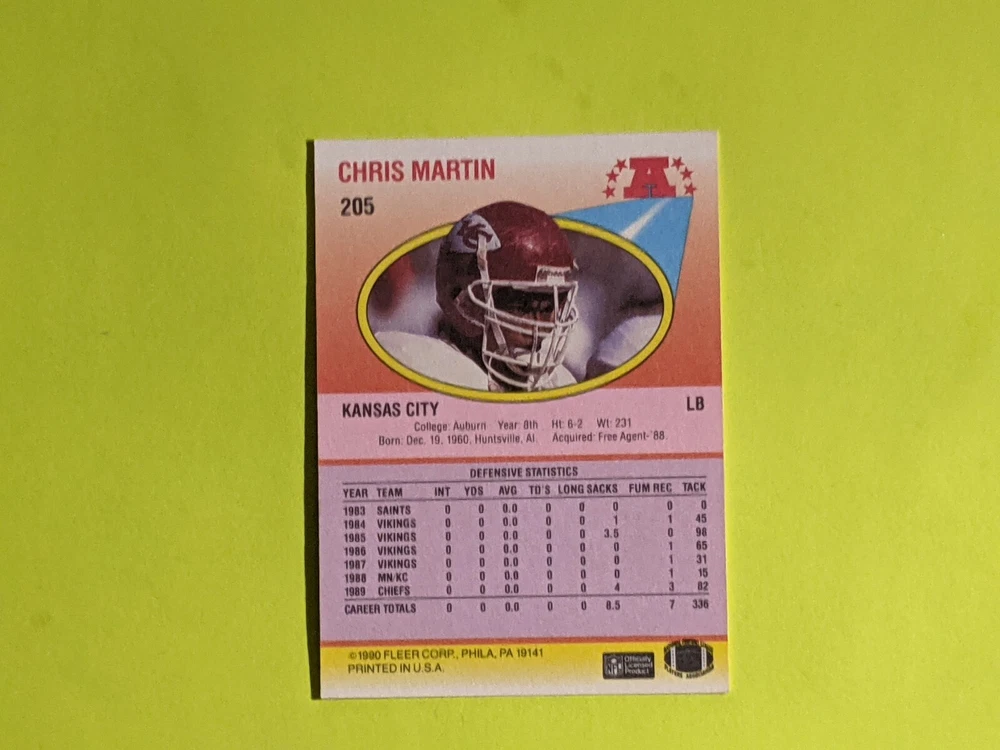 CHRIS MARTIN
205
A
KANSAS CITY LB
College: Auburn Year: 8th Ht: 6-2 Wt: 231
Born: Dec. 19, 1960, Huntsville, Al. Acquired: Free Agent-'88
DEFENSIVE STATISTICS
YEAR TEAM INT YDS AVG TD'S LONG SACKS FUM REC TACK
1983 SAINTS 0 0 0.0 0 0 0 0 0
1984 VIKINGS 0 0 0.0 0 0 1 1 45
1985 VIKINGS 0 0 0.0 0 0 3.5 0 98
1986 VIKINGS 0 0 0.0 0 0 0 1 65
1987 VIKINGS 0 0 0.0 0 0 0 1 31
1988 MN/KC 0 0 0.0 0 0 0 1 15
1989 CHIEFS 0 0 0.0 0 0 4 3 82
CAREER TOTALS 0 0 0.0 0 0 8.5 7 336
©1990 FLEER CORP., PHILA, PA 19141
PRINTED IN U.S.A.
Officially
Licensed
Product